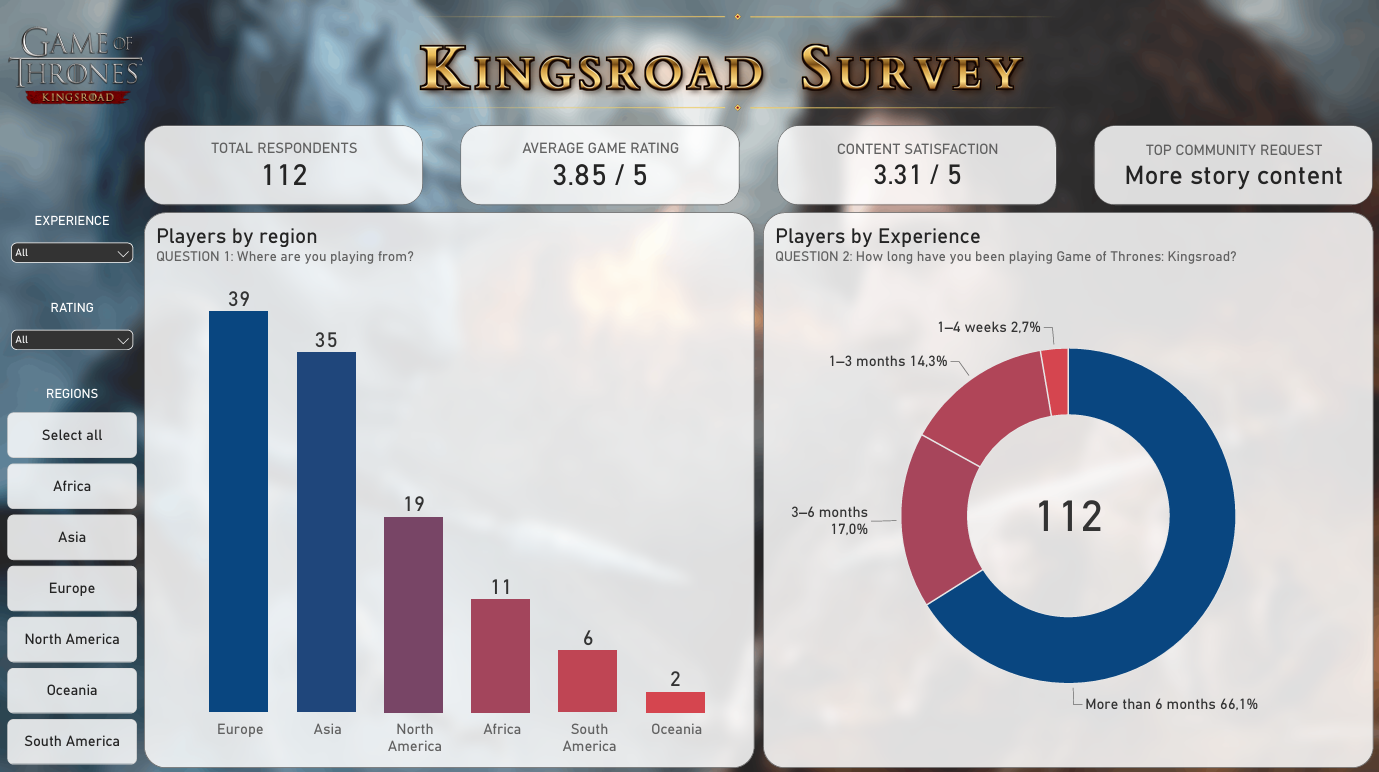 GAME OF
THRONES
KINGSROAD
KINGSROAD SURVEY
TOTAL RESPONDENTS
112
AVERAGE GAME RATING
3.85 / 5
CONTENT SATISFACTION
3.31 / 5
TOP COMMUNITY REQUEST
More story content
EXPERIENCE
All
RATING
All
REGIONS
Select all
Africa
Asia
Europe
North America
Oceania
South America
Players by region
QUESTION 1: Where are you playing from?
39
35
19
11
6
2
Europe
Asia
North
America
Africa
South
America
Oceania
Players by Experience
QUESTION 2: How long have you been playing Game of Thrones: Kingsroad?
1–4 weeks 2,7%
1–3 months 14,3%
3–6 months
17,0%
112
More than 6 months 66,1%